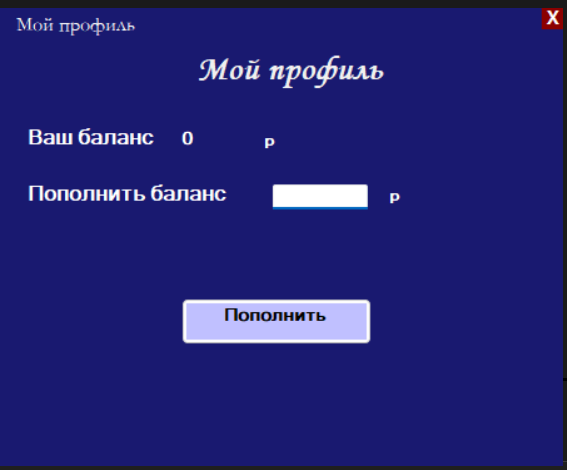 Мой профиль X
Мой профиль
Ваш баланс 0 р
Пополнить баланс р
Пополнить